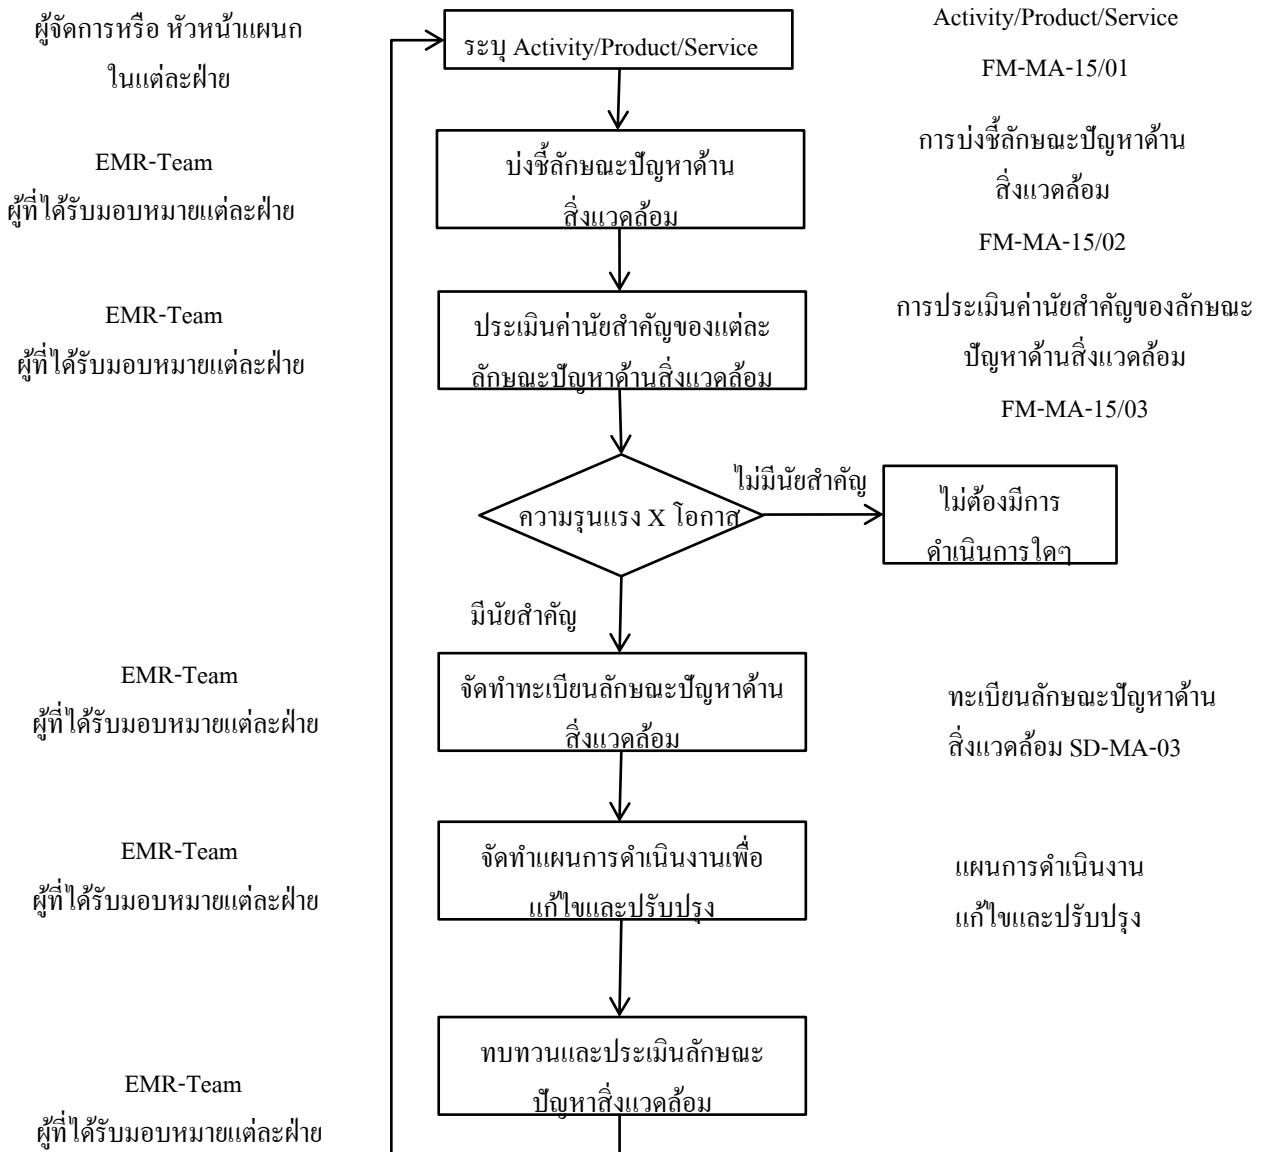 ผู้จัดการหรือ หัวหน้าแผนก
ในแต่ละฝ่าย
ระบุ Activity/Product/Service
Activity/Product/Service
FM-MA-15/01
EMR-Team
ผู้ที่ได้รับมอบหมายแต่ละฝ่าย
บ่งชี้ลักษณะปัญหาด้าน
สิ่งแวดล้อม
การบ่งชี้ลักษณะปัญหาด้าน
สิ่งแวดล้อม
FM-MA-15/02
EMR-Team
ผู้ที่ได้รับมอบหมายแต่ละฝ่าย
ประเมินค่านัยสำคัญของแต่ละ
ลักษณะปัญหาด้านสิ่งแวดล้อม
การประเมินค่านัยสำคัญของลักษณะ
ปัญหาด้านสิ่งแวดล้อม
FM-MA-15/03
ความรุนแรง X โอกาส
ไม่มีนัยสำคัญ
ไม่ต้องมีการ
ดำเนินการใดๆ
มีนัยสำคัญ
EMR-Team
ผู้ที่ได้รับมอบหมายแต่ละฝ่าย
จัดทำทะเบียนลักษณะปัญหาด้าน
สิ่งแวดล้อม
ทะเบียนลักษณะปัญหาด้าน
สิ่งแวดล้อม SD-MA-03
EMR-Team
ผู้ที่ได้รับมอบหมายแต่ละฝ่าย
จัดทำแผนการดำเนินงานเพื่อ
แก้ไขและปรับปรุง
แผนการดำเนินงาน
แก้ไขและปรับปรุง
ทบทวนและประเมินลักษณะ
ปัญหาสิ่งแวดล้อม
EMR-Team
ผู้ที่ได้รับมอบหมายแต่ละฝ่าย